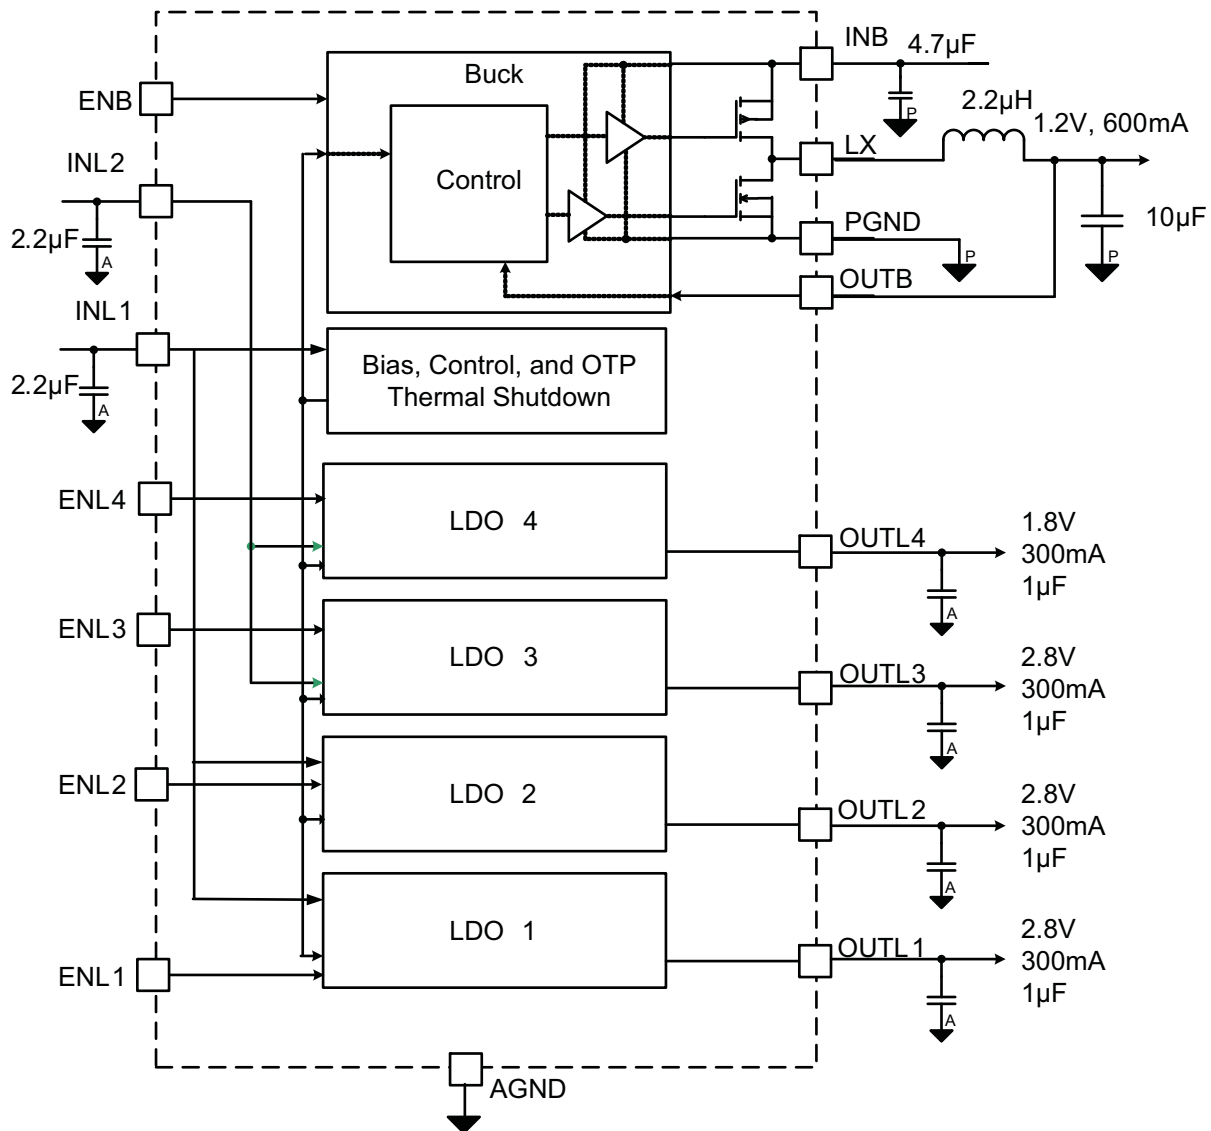 INB
4.7µF
Buck
ENB
2.2µH
1.2V, 600mA
LX
INL2
Control
P
PGND
10µF
2.2µF
A
P
P
OUTB
INL1
Bias, Control, and OTP
Thermal Shutdown
2.2µF
A
ENL4
LDO 4
OUTL4
1.8V
300mA
1µF
A
ENL3
LDO 3
OUTL3
2.8V
300mA
1µF
A
ENL2
LDO 2
OUTL2
2.8V
300mA
1µF
A
ENL1
LDO 1
OUTL1
2.8V
300mA
1µF
A
AGND